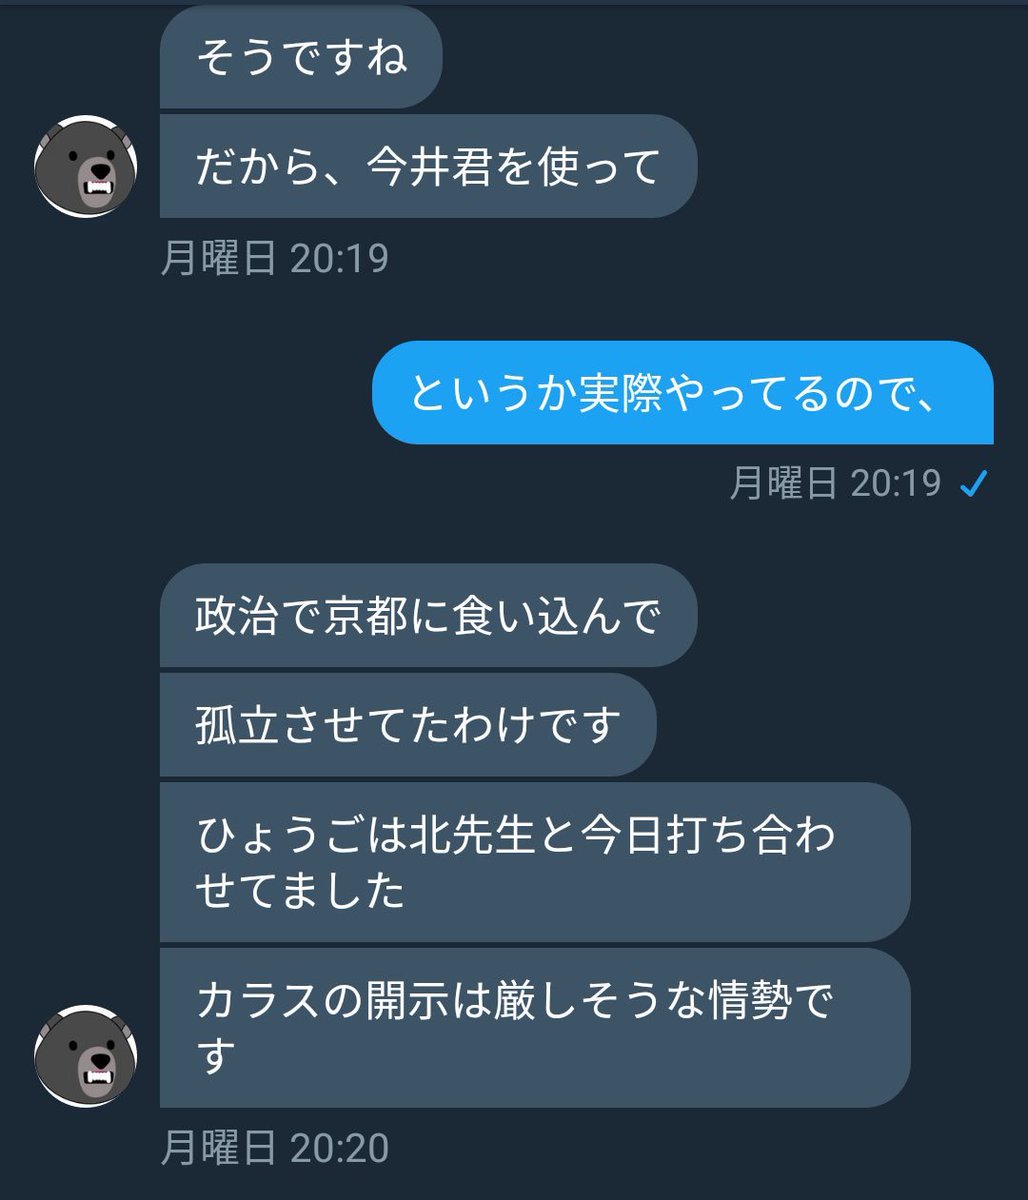 そうですね
だから、今井君を使って
月曜日 20:19
というか実際やってるので、
月曜日 20:19
政治で京都に食い込んで
孤立させてたわけです
ひょうごは北先生と今日打ち合わ
せてました
カラスの開示は厳しそうな情勢で
す
月曜日 20:20